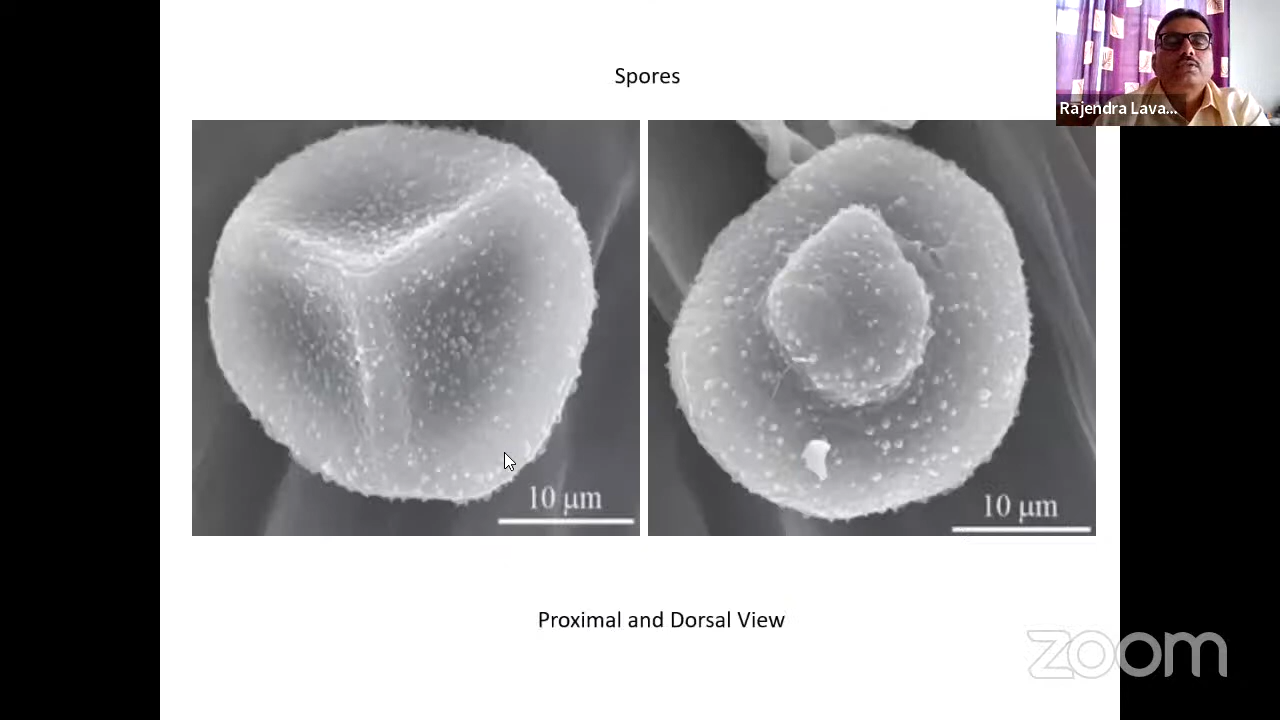 Spores
Rajendra Lava...
10 μm
10 μm
Proximal and Dorsal View
zoom